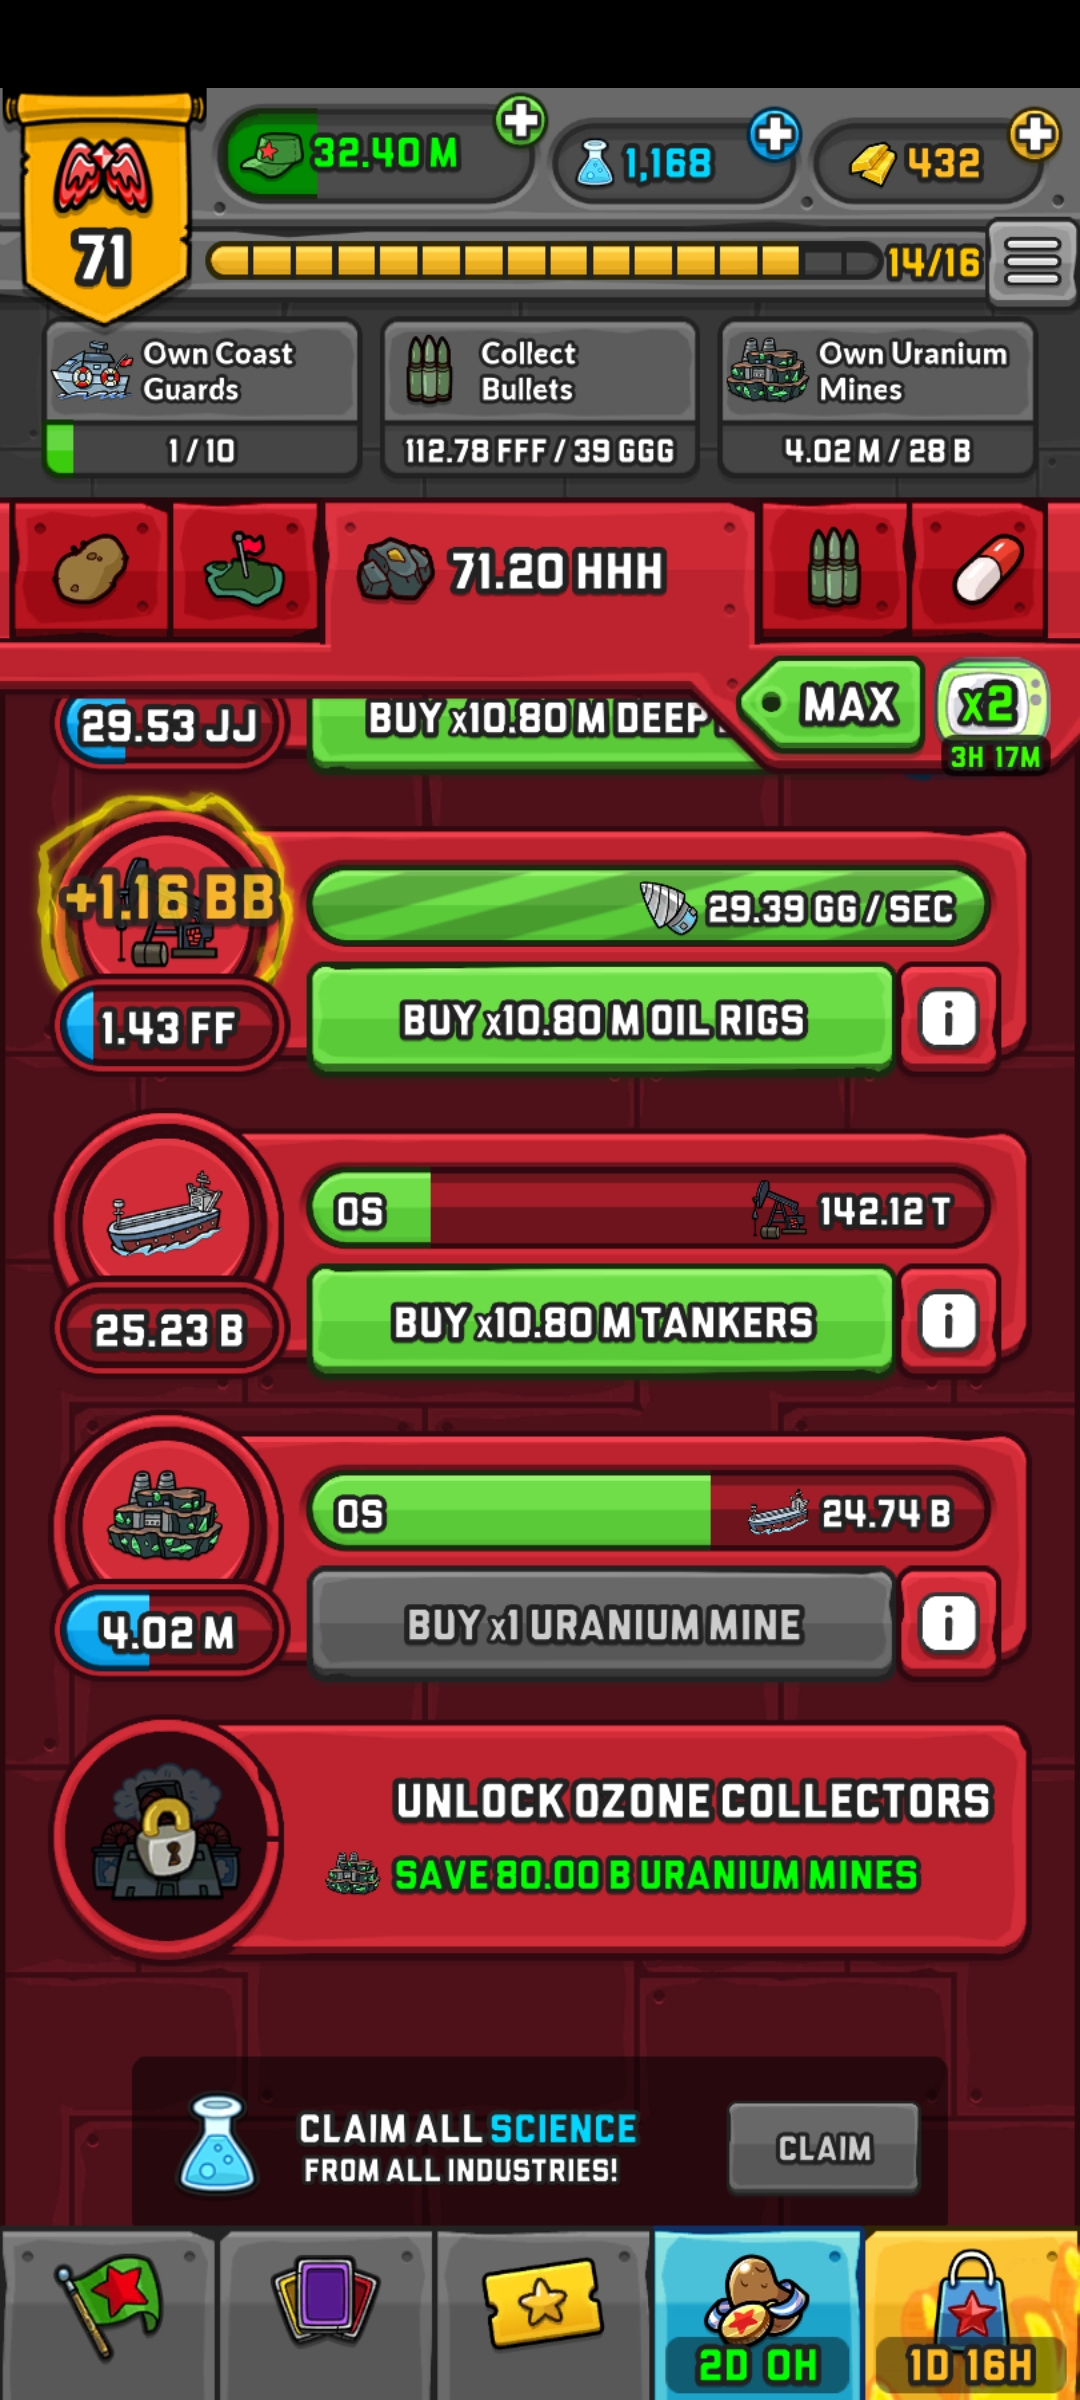 32.40 M
1,168
432
71
14/16
Own Coast
Guards
1 / 10
Collect
Bullets
112.78 FFF / 39 GGG
Own Uranium
Mines
4.02 M / 28 B
71.20 HHH
MAX
x2
3H 17M
29.53 JJ
BUY x10.80 M DEEP
+1.16 BB
29.39 GG / SEC
1.43 FF
BUY x10.80 M OIL RIGS
i
0S
142.12 T
25.23 B
BUY x10.80 M TANKERS
i
0S
24.74 B
4.02 M
BUY x1 URANIUM MINE
i
UNLOCK OZONE COLLECTORS
SAVE 80.00 B URANIUM MINES
CLAIM ALL SCIENCE
FROM ALL INDUSTRIES!
CLAIM
2D 0H
1D 16H